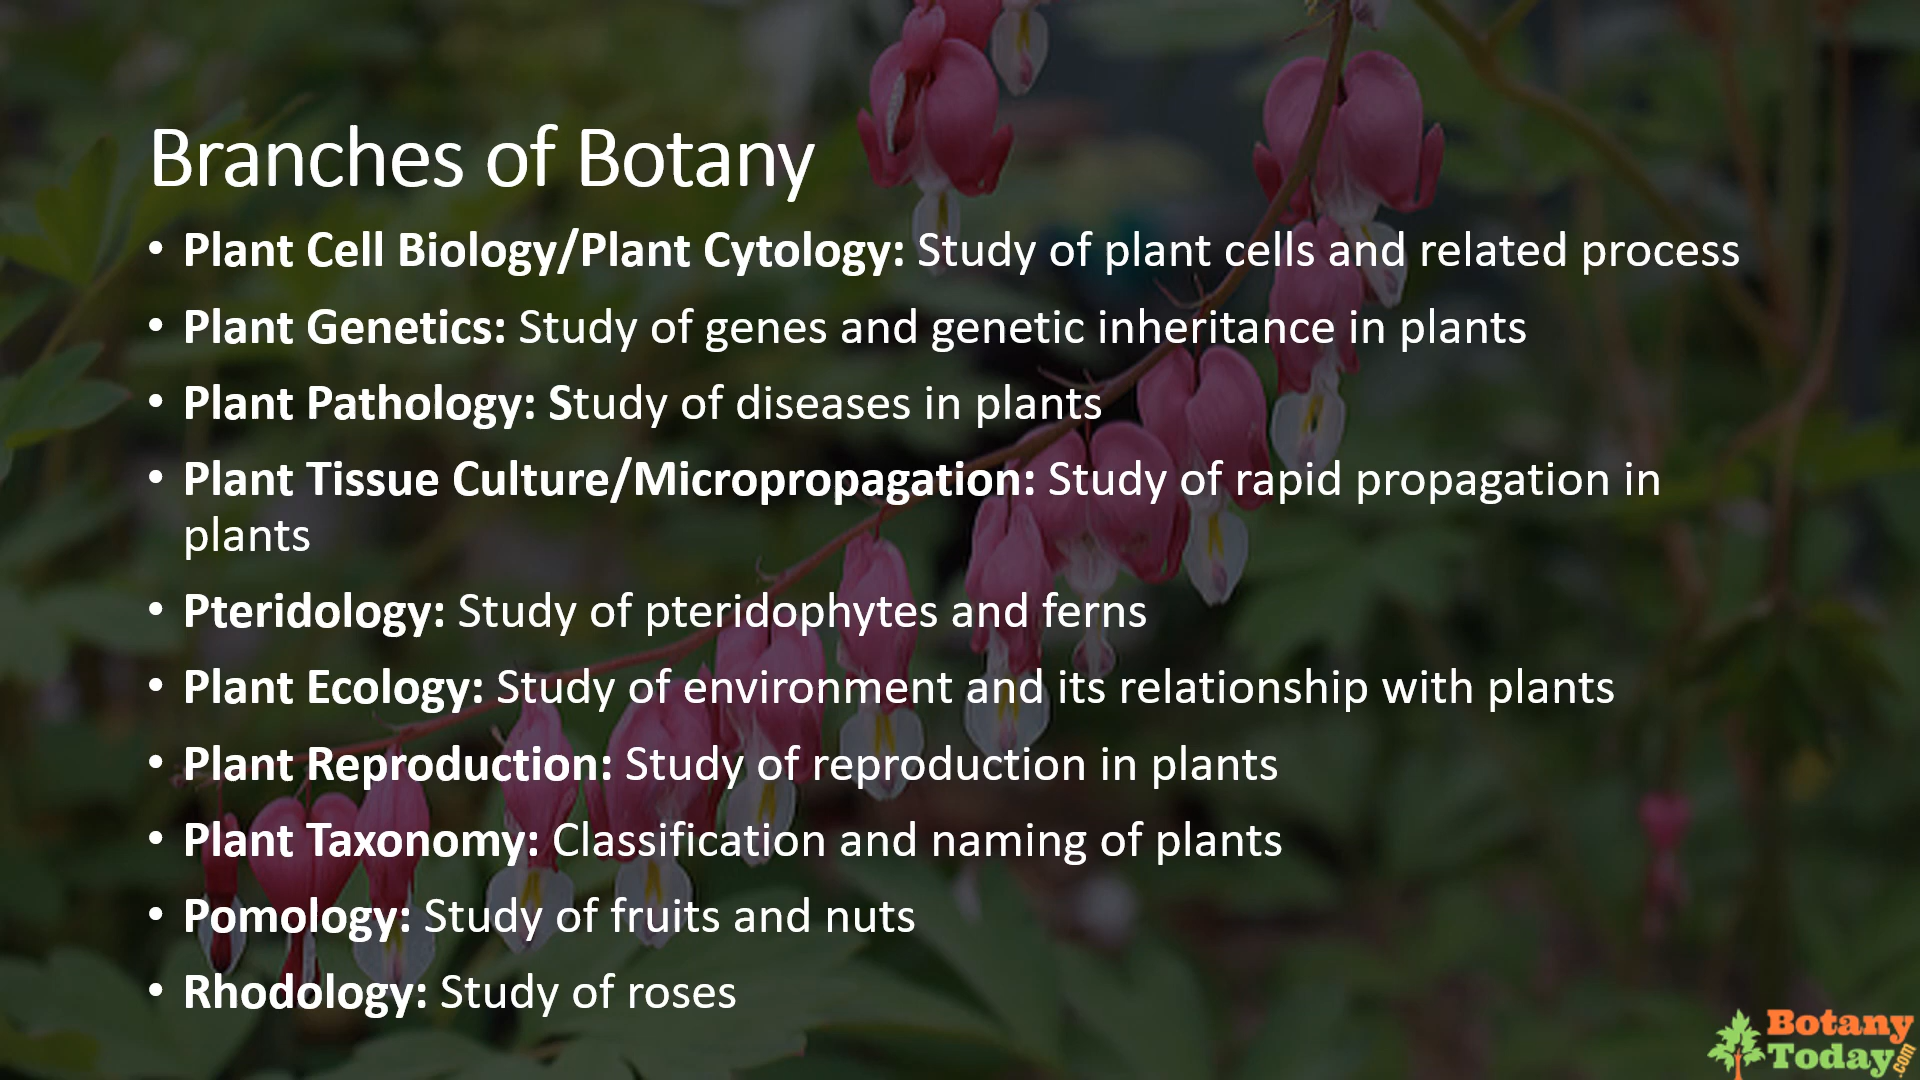 Branches of Botany
• Plant Cell Biology/Plant Cytology: Study of plant cells and related process
• Plant Genetics: Study of genes and genetic inheritance in plants
• Plant Pathology: Study of diseases in plants
• Plant Tissue Culture/Micropropagation: Study of rapid propagation in
plants
• Pteridology: Study of pteridophytes and ferns
• Plant Ecology: Study of environment and its relationship with plants
• Plant Reproduction: Study of reproduction in plants
• Plant Taxonomy: Classification and naming of plants
• Pomology: Study of fruits and nuts
• Rhodology: Study of roses
Botany
Today.com